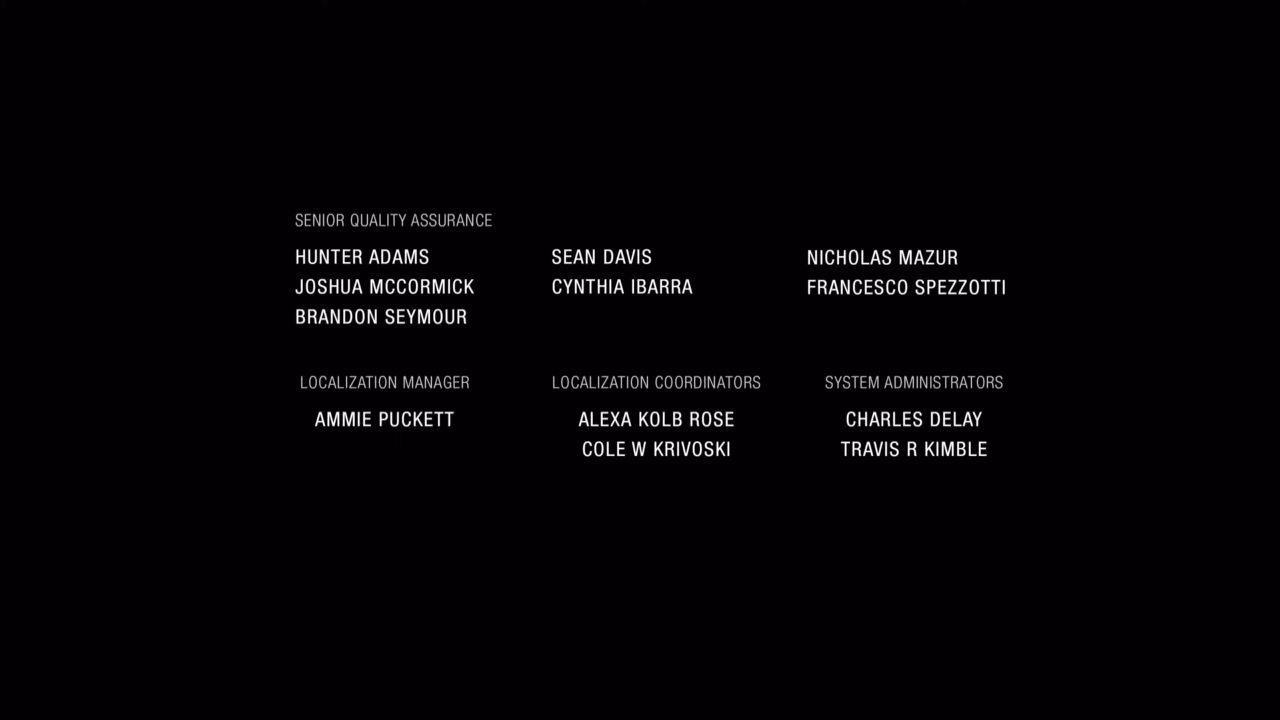 SENIOR QUALITY ASSURANCE
HUNTER ADAMS SEAN DAVIS NICHOLAS MAZUR
JOSHUA MCCORMICK CYNTHIA IBARRA FRANCESCO SPEZZOTTI
BRANDON SEYMOUR
LOCALIZATION MANAGER LOCALIZATION COORDINATORS SYSTEM ADMINISTRATORS
AMMIE PUCKETT ALEXA KOLB ROSE CHARLES DELAY
COLE W KRIVOSKI TRAVIS R KIMBLE